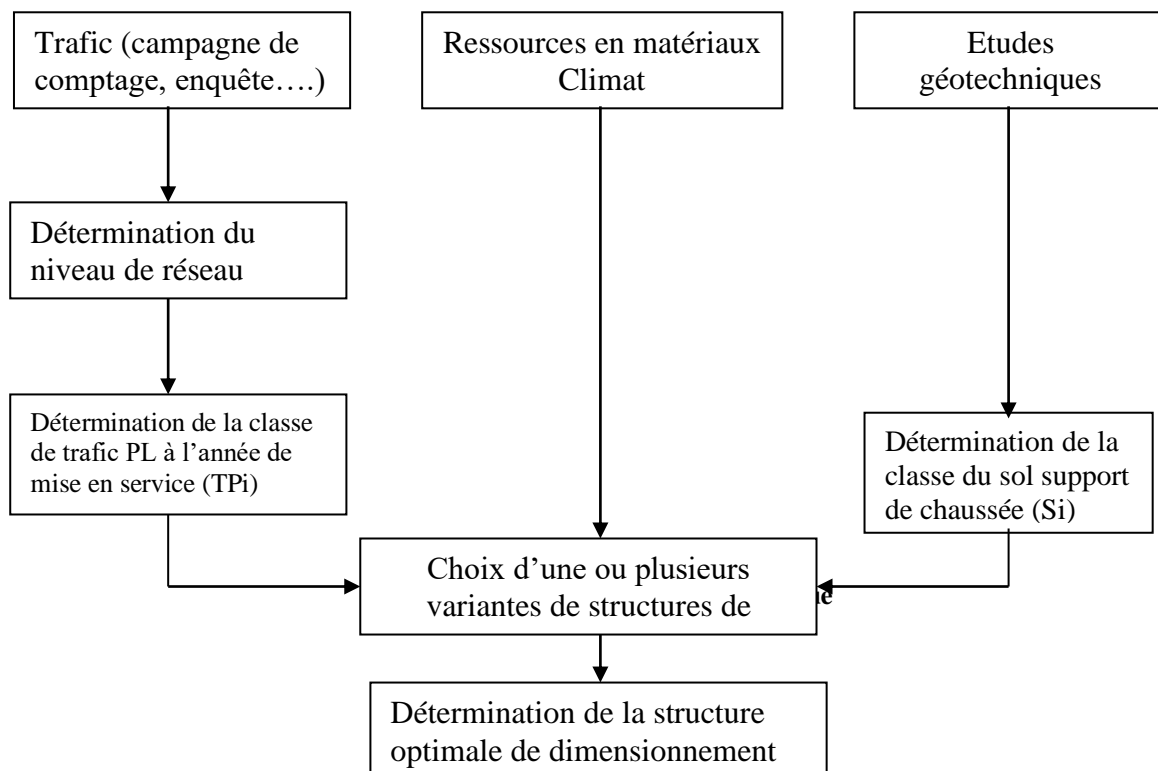 Trafic (campagne de
comptage, enquête….)
Ressources en matériaux
Climat
Etudes
géotechniques
Détermination du
niveau de réseau
Détermination de la classe
de trafic PL à l’année de
mise en service (TPi)
Détermination de la
classe du sol support
de chaussée (Si)
Choix d’une ou plusieurs
variantes de structures de
Détermination de la structure
optimale de dimensionnement